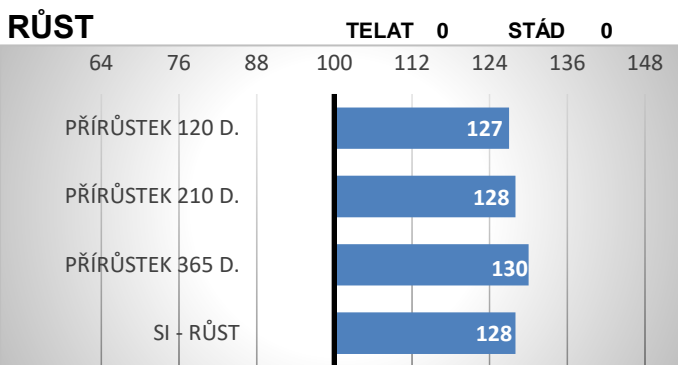 RŮST TELAT 0 STÁD 0
64 76 88 100 112 124 136 148
PŘÍRŮSTEK 120 D. 127
PŘÍRŮSTEK 210 D. 128
PŘÍRŮSTEK 365 D. 130
SI - RŮST 128